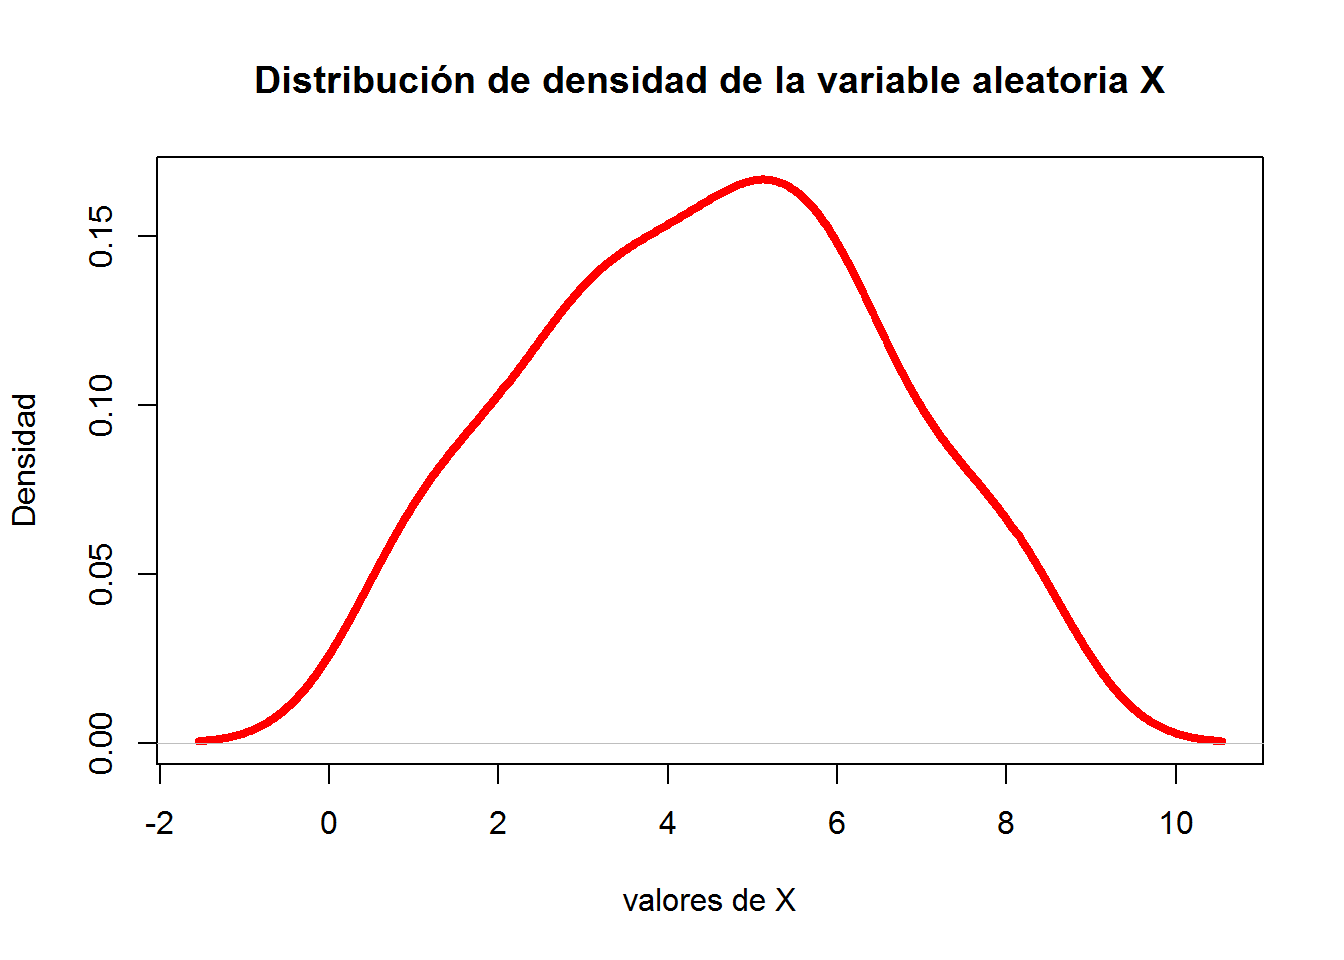 Distribución de densidad de la variable aleatoria X
Densidad
0.15
0.10
0.05
0.00
-2 0 2 4 6 8 10
valores de X